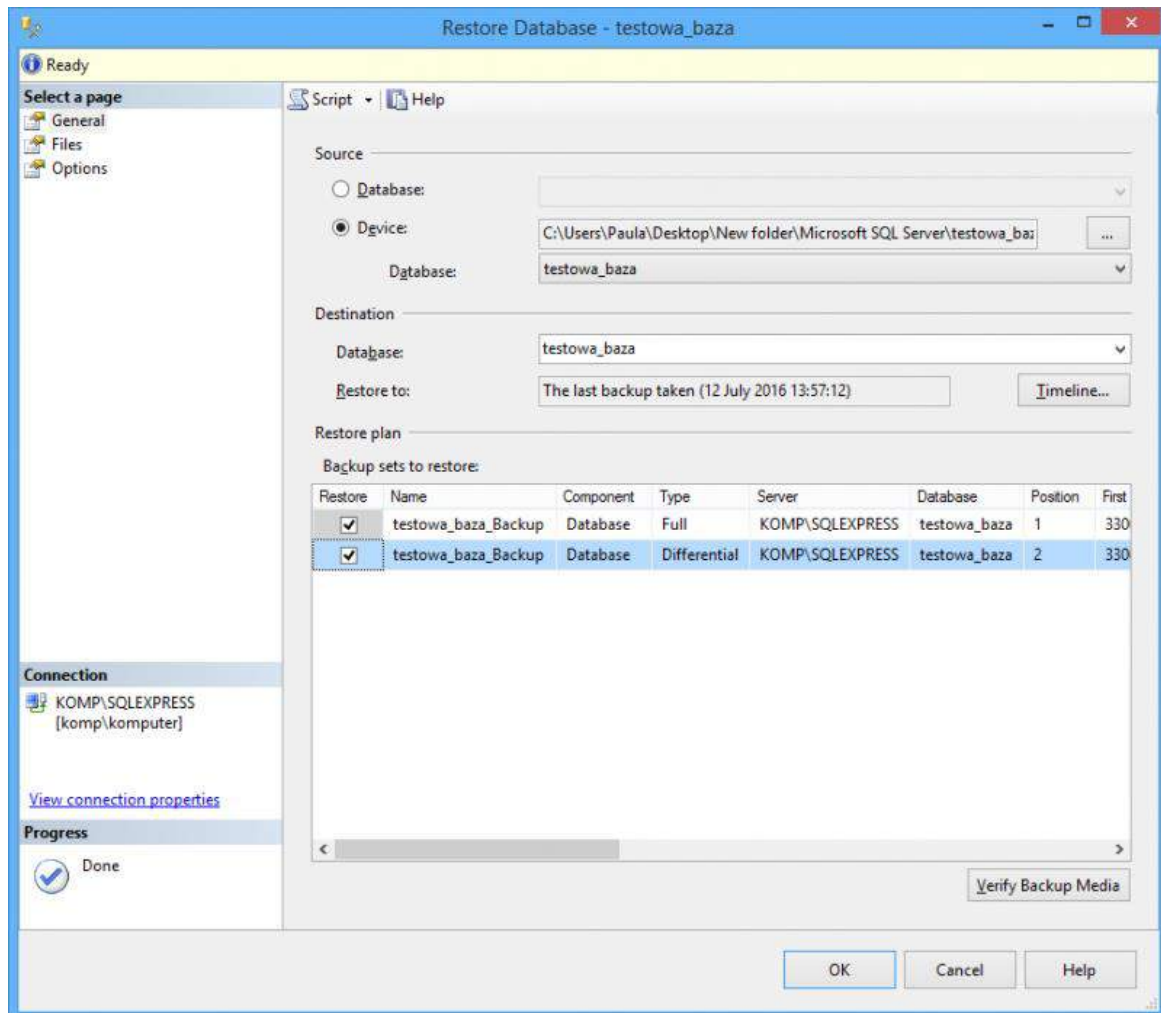 Restore Database - testowa_baza
Ready
Select a page
General
Files
Options
Script Help
Source
Database:
Device: C:\Users\Paula\Desktop\New folder\Microsoft SQL Server\testowa_baz ...
Database: testowa_baza
Destination
Database: testowa_baza
Restore to: The last backup taken (12 July 2016 13:57:12) Timeline...
Restore plan
Backup sets to restore:
Restore Name Component Type Server Database Position First
testowa_baza_Backup Database Full KOMP\SQLEXPRESS testowa_baza 1 330
testowa_baza_Backup Database Differential KOMP\SQLEXPRESS testowa_baza 2 330
Connection
KOMP\SQLEXPRESS
[komp\komputer]
View connection properties
Progress
Done
Verify Backup Media
OK Cancel Help